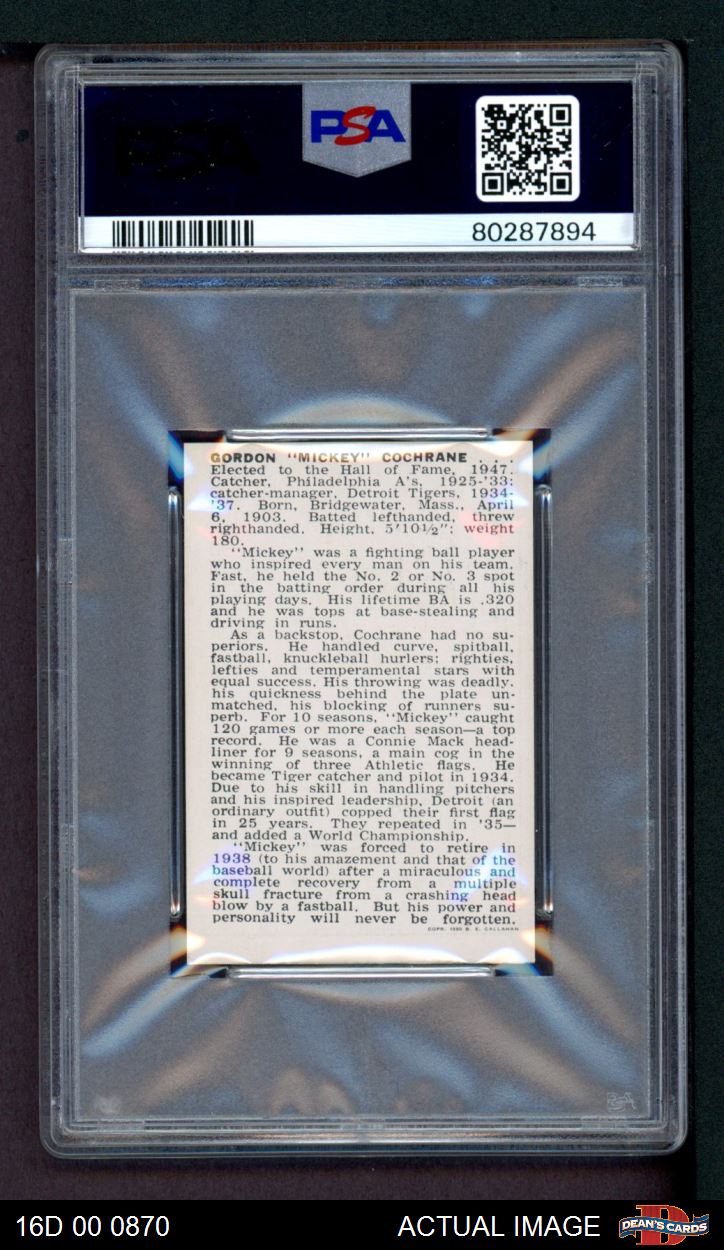 PSA
PSA
80287894
GORDON "MICKEY" COCHRANE . . .
Elected to the Hall of Fame, 1947.
Catcher, Philadelphia A's, 1925-'33;
catcher-manager, Detroit Tigers, 1934-
'37. Born, Bridgewater, Mass., April
6, 1903. Batted lefthanded, threw
righthanded. Height, 5'10½"; weight
180.
"Mickey" was a fighting ball player
who inspired every man on his team.
Fast, he held the No. 2 or No. 3 spot
in the batting order during all his
playing days. His lifetime BA is .320
and he was tops at base-stealing and
driving in runs.
As a backstop, Cochrane had no su-
periors. He handled curve, spitball,
fastball, knuckleball hurlers; righties,
lefties and temperamental stars with
equal success. His throwing was deadly,
his quickness behind the plate un-
matched, his blocking of runners su-
perb. For 10 seasons, "Mickey" caught
120 games or more each season—a top
record. He was a Connie Mack head-
liner for 9 seasons, a main cog in the
winning of three Athletic flags. He
became Tiger catcher and pilot in 1934.
Due to his skill in handling pitchers
and his inspired leadership, Detroit (an
ordinary outfit) copped their first flag
in 25 years. They repeated in '35—
and added a World Championship.
"Mickey" was forced to retire in
1938 (to his amazement and that of the
baseball world) after a miraculous and
complete recovery from a multiple
skull fracture from a crashing head
blow by a fastball. But his power and
personality will never be forgotten.
COPR. 1950 B. E. CALLAHAN
PSA
16D 00 0870
ACTUAL IMAGE
DEAN'S CARDS